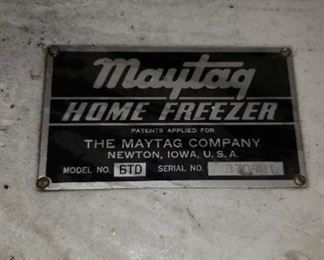 Maytag
HOME FREEZER
PATENTS APPLIED FOR
THE MAYTAG COMPANY
NEWTON, IOWA, U.S.A.
MODEL NO. 6TD SERIAL NO.